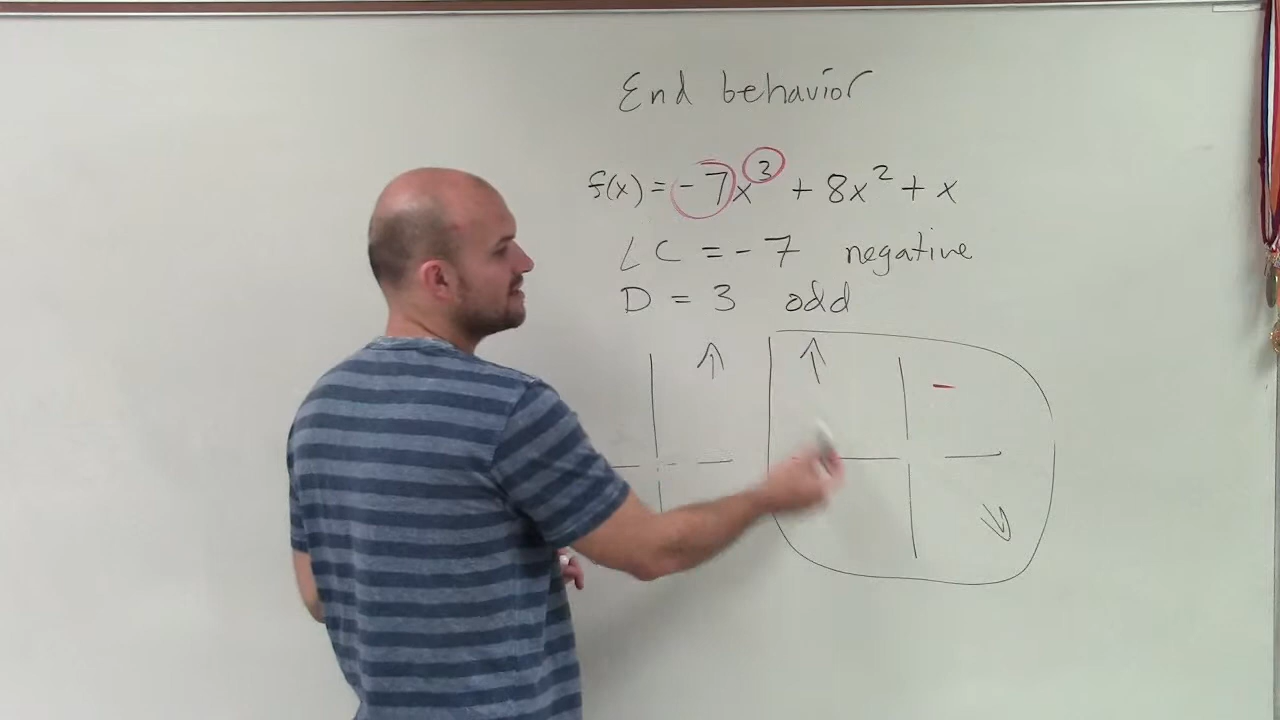 End behavior
f(x) = -7x³ + 8x² + x
LC = -7 negative
D = 3 odd
-